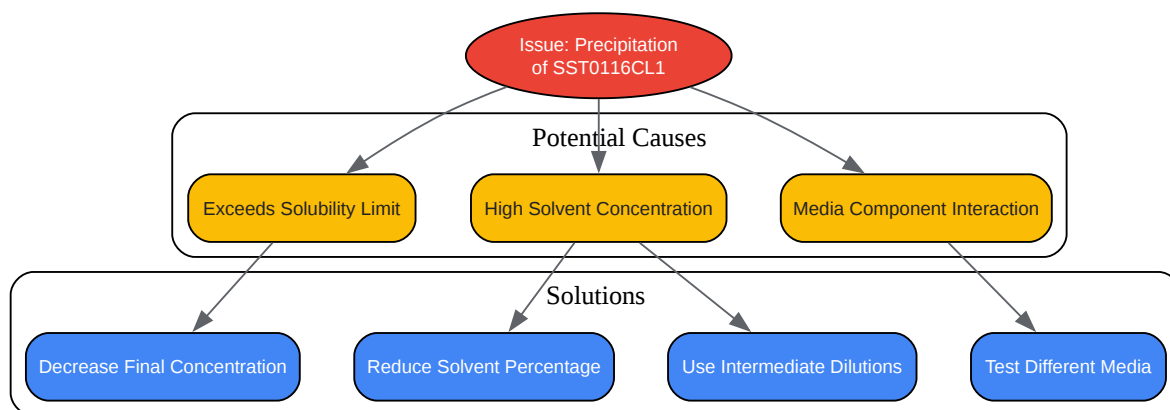 Issue: Precipitation
of SST0116CL1
Potential Causes
Exceeds Solubility Limit
High Solvent Concentration
Media Component Interaction
Solutions
Decrease Final Concentration
Reduce Solvent Percentage
Use Intermediate Dilutions
Test Different Media